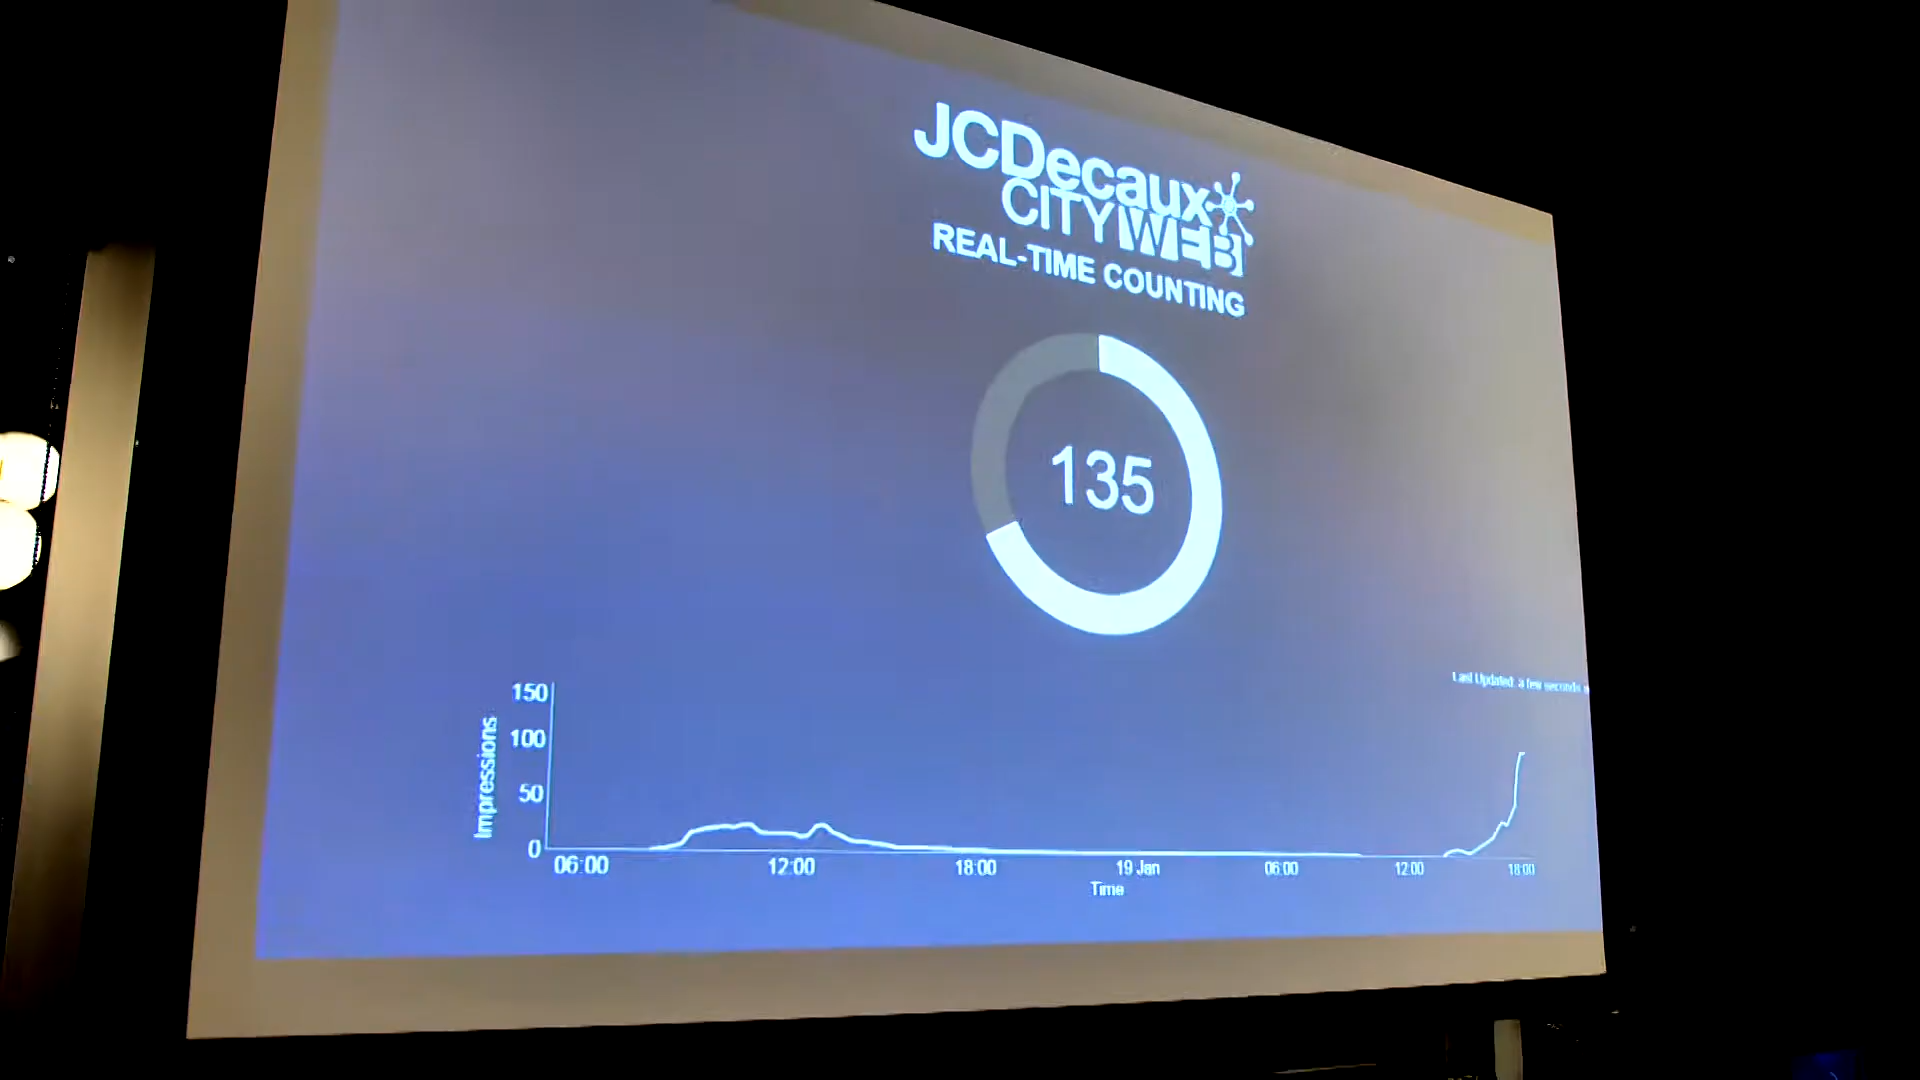 JCDecaux
CITYWEB
REAL-TIME COUNTING
135
Last Updated: a few seconds
Impressions
150
100
50
0
06:00 12:00 18:00 19 Jan 06:00 12:00 18:00
Time